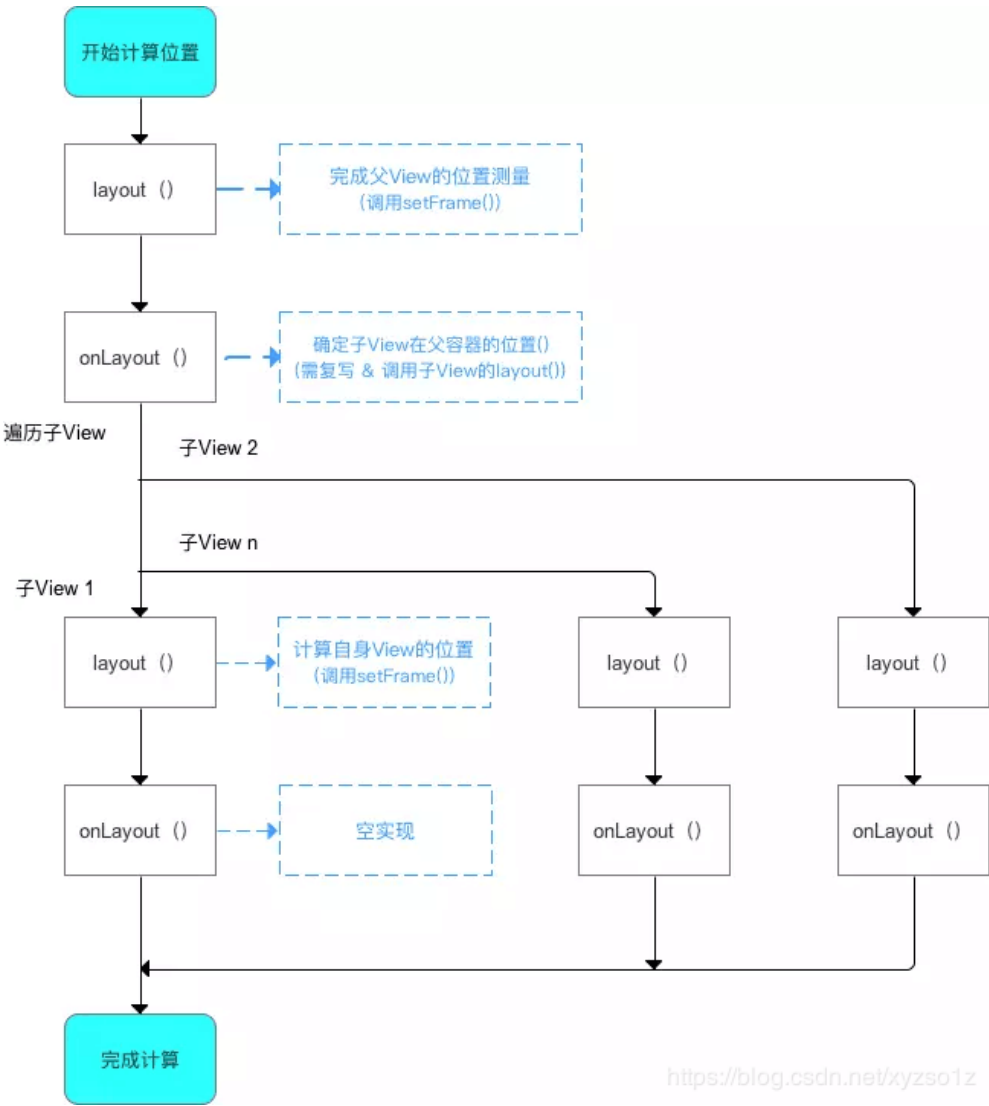 开始计算位置
layout（）
完成父View的位置测量
（调用setFrame())
onLayout（）
确定子View在父容器的位置()
(需复写 & 调用子View的layout())
遍历子View
子View 2
子View n
子View 1
layout（）
计算自身View的位置
（调用setFrame())
layout（）
layout（）
onLayout（）
空实现
onLayout（）
onLayout（）
完成计算
https://blog.csdn.net/xyzso1z